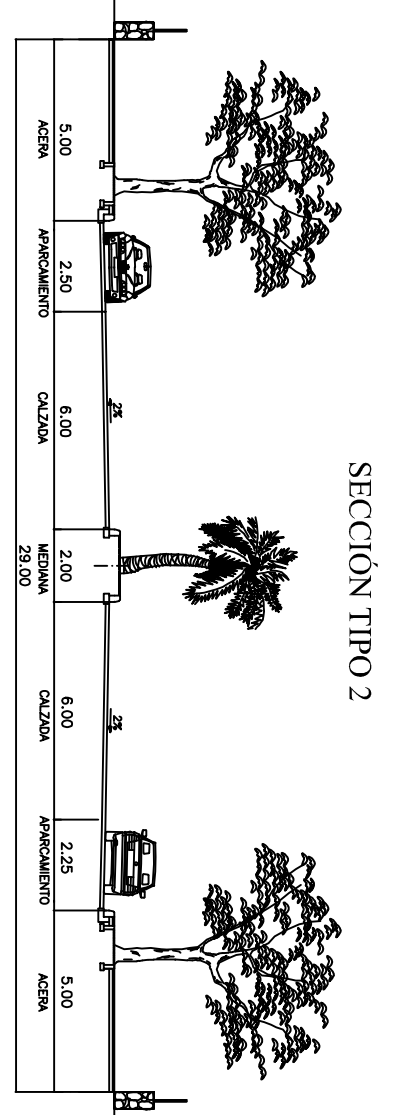 SECCIÓN TIPO 2
2% 2%
5.00 2.50 6.00 2.00 6.00 2.25 5.00
ACERA APARCAMIENTO CALZADA MEDIANA CALZADA APARCAMIENTO ACERA
29.00